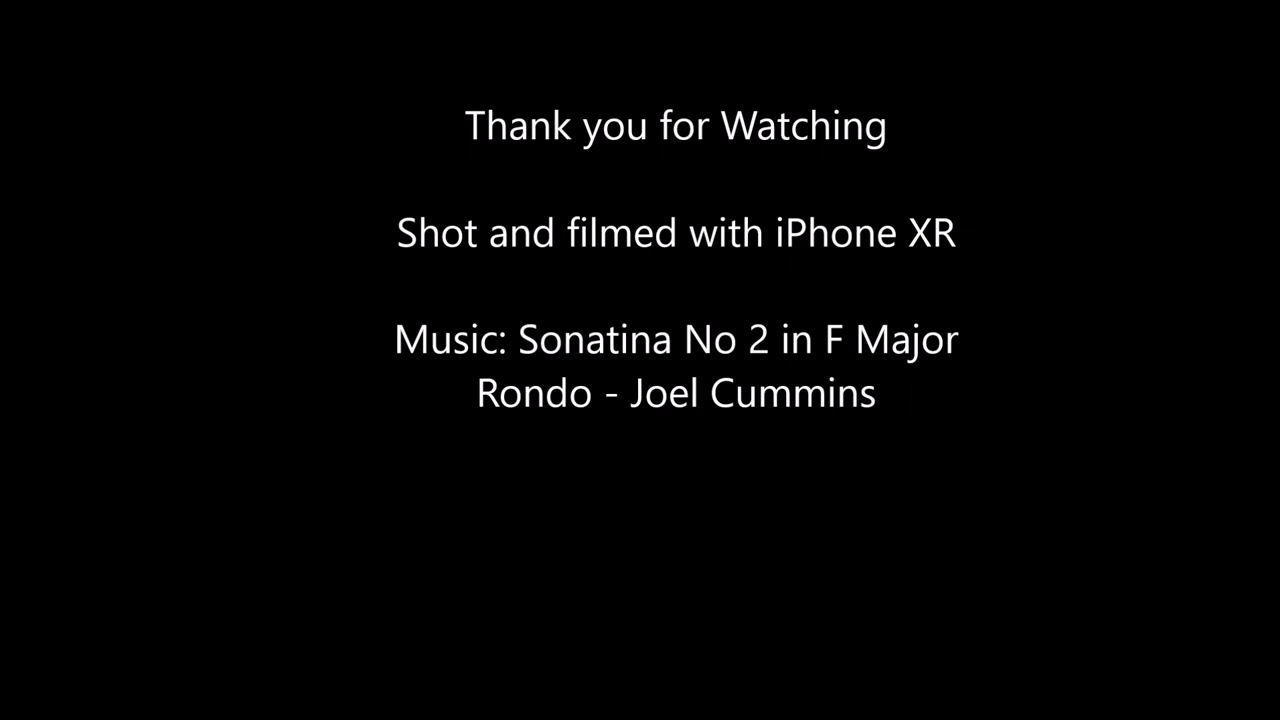 Thank you for Watching
Shot and filmed with iPhone XR
Music: Sonatina No 2 in F Major
Rondo - Joel Cummins